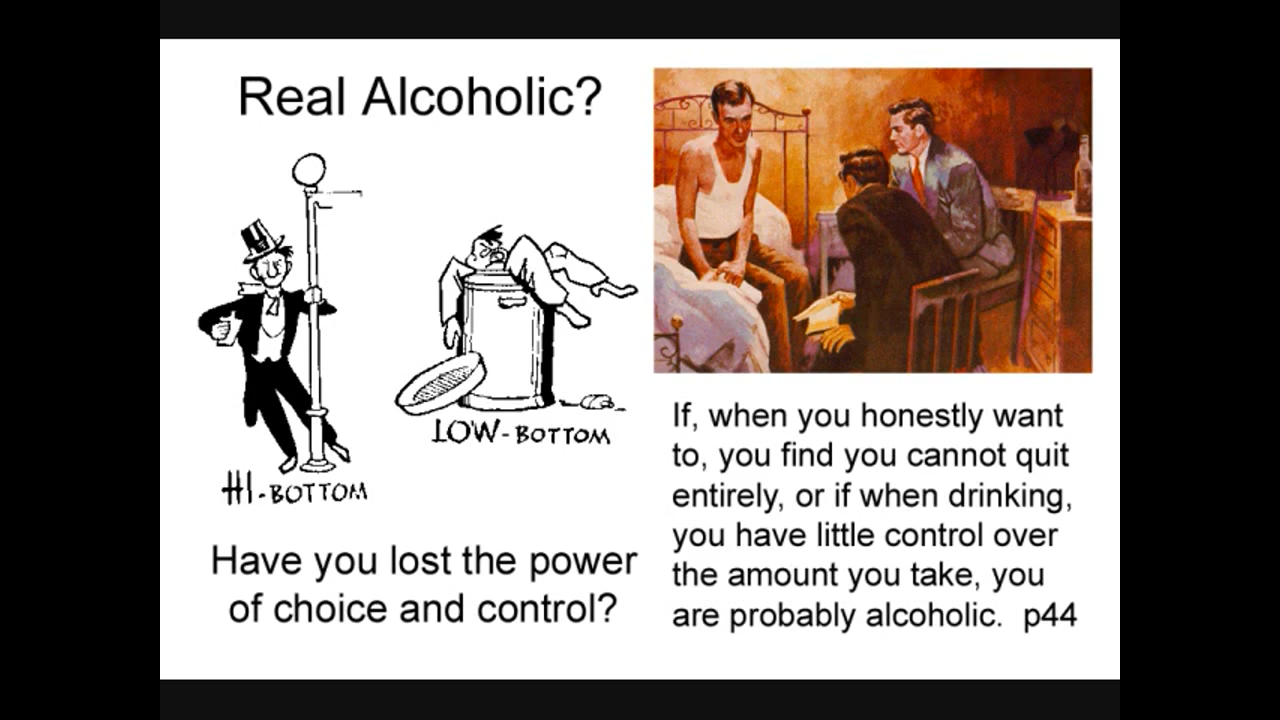 Real Alcoholic?
HI-BOTTOM
LOW-BOTTOM
Have you lost the power
of choice and control?
If, when you honestly want
to, you find you cannot quit
entirely, or if when drinking,
you have little control over
the amount you take, you
are probably alcoholic.  p44